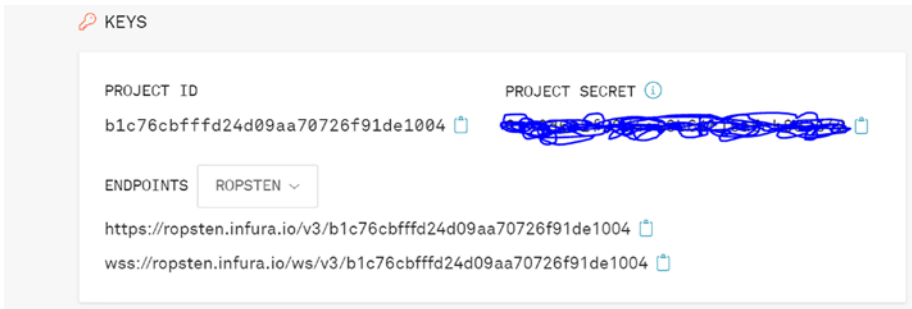 KEYS
PROJECT ID
PROJECT SECRET
b1c76cbfffd24d09aa70726f91de1004
ENDPOINTS ROPSTEN
https://ropsten.infura.io/v3/b1c76cbfffd24d09aa70726f91de1004
wss://ropsten.infura.io/ws/v3/b1c76cbfffd24d09aa70726f91de1004